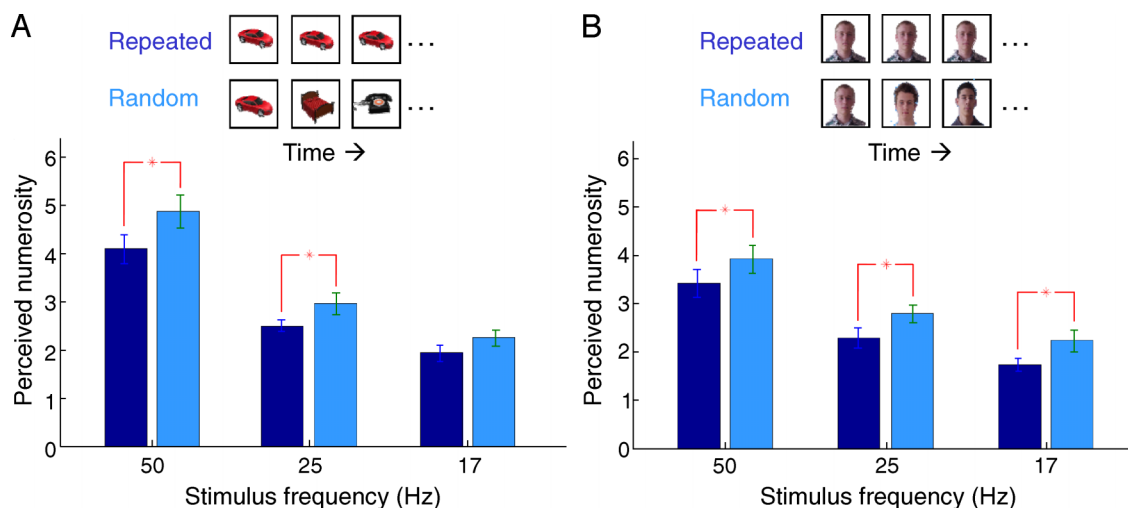 A
Repeated
...
Random
...
Time →
Perceived numerosity
6
5
4
3
2
1
0
* * 
50 25 17
Stimulus frequency (Hz)
B
Repeated
...
Random
...
Time →
Perceived numerosity
6
5
4
3
2
1
0
* * *
50 25 17
Stimulus frequency (Hz)